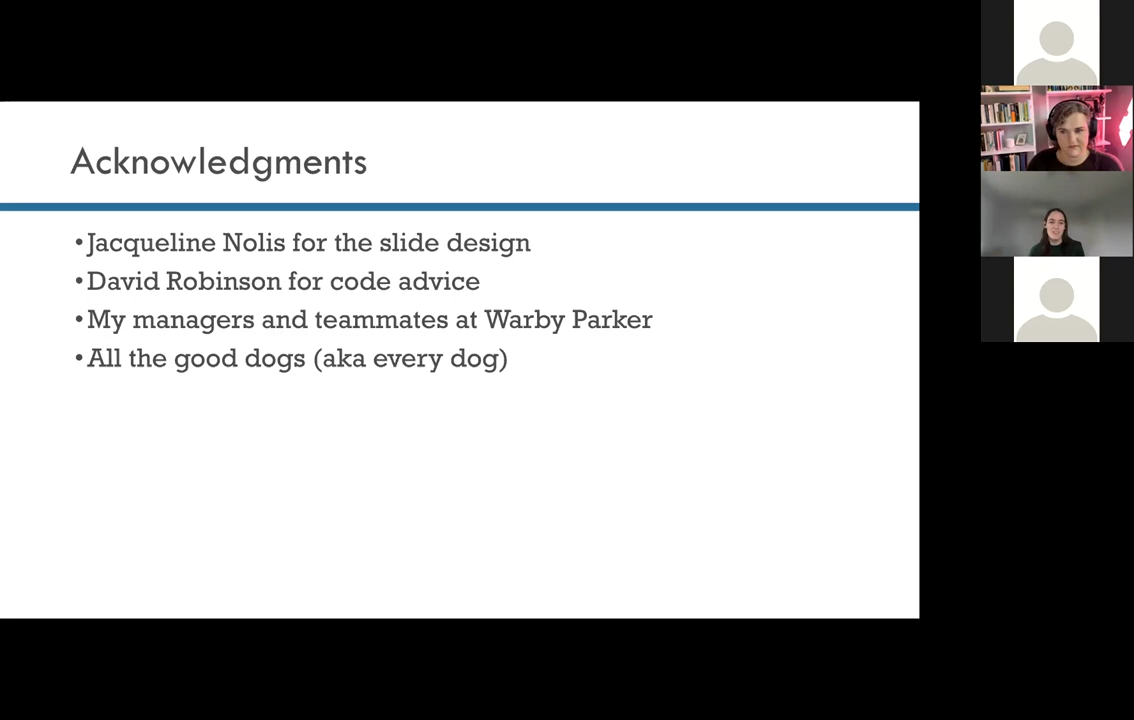 Acknowledgments
•Jacqueline Nolis for the slide design
•David Robinson for code advice
•My managers and teammates at Warby Parker
•All the good dogs (aka every dog)